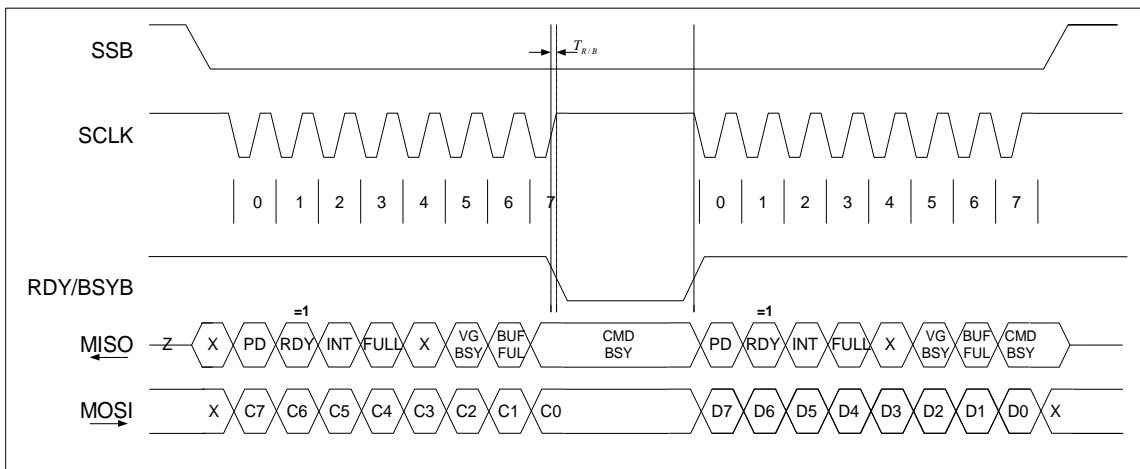 SSB
T R/B
SCLK
0 1 2 3 4 5 6 7 0 1 2 3 4 5 6 7
RDY/BSYB
=1 =1
MISO Z X PD RDY INT FULL X VG BSY BUF FUL CMD BSY PD RDY INT FULL X VG BSY BUF FUL CMD BSY
MOSI X C7 C6 C5 C4 C3 C2 C1 C0 D7 D6 D5 D4 D3 D2 D1 D0 X